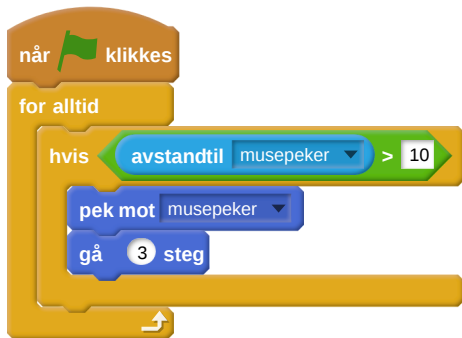 når klikkes
for alltid
hvis avstandtil musepeker > 10
pek mot musepeker
gå 3 steg